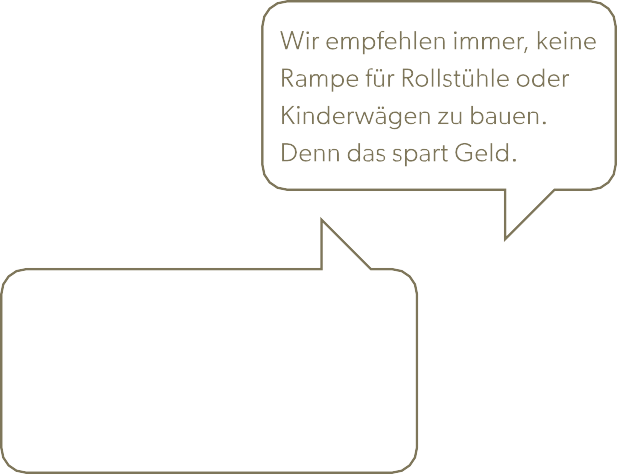 Wir empfehlen immer, keine
Rampe für Rollstühle oder
Kinderwägen zu bauen.
Denn das spart Geld.